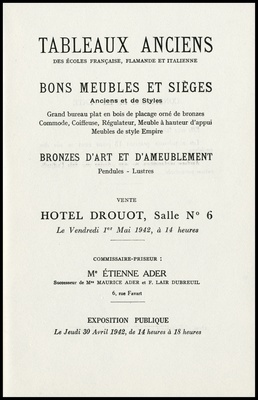 TABLEAUX ANCIENS
DES ÉCOLES FRANÇAISE, FLAMANDE ET ITALIENNE
BONS MEUBLES ET SIÈGES
Anciens et de Styles
Grand bureau plat en bois de placage orné de bronzes
Commode, Coiffeuse, Régulateur, Meuble à hauteur d'appui
Meubles de style Empire
BRONZES D'ART ET D'AMEUBLEMENT
Pendules - Lustres
VENTE
HOTEL DROUOT, Salle N° 6
Le Vendredi 1er Mai 1942, à 14 heures
COMMISSAIRE-PRISEUR :
Me ÉTIENNE ADER
Successeur de Mes MAURICE ADER et F. LAIR DUBREUIL
6, rue Favart
EXPOSITION PUBLIQUE
Le Jeudi 30 Avril 1942, de 14 heures à 18 heures